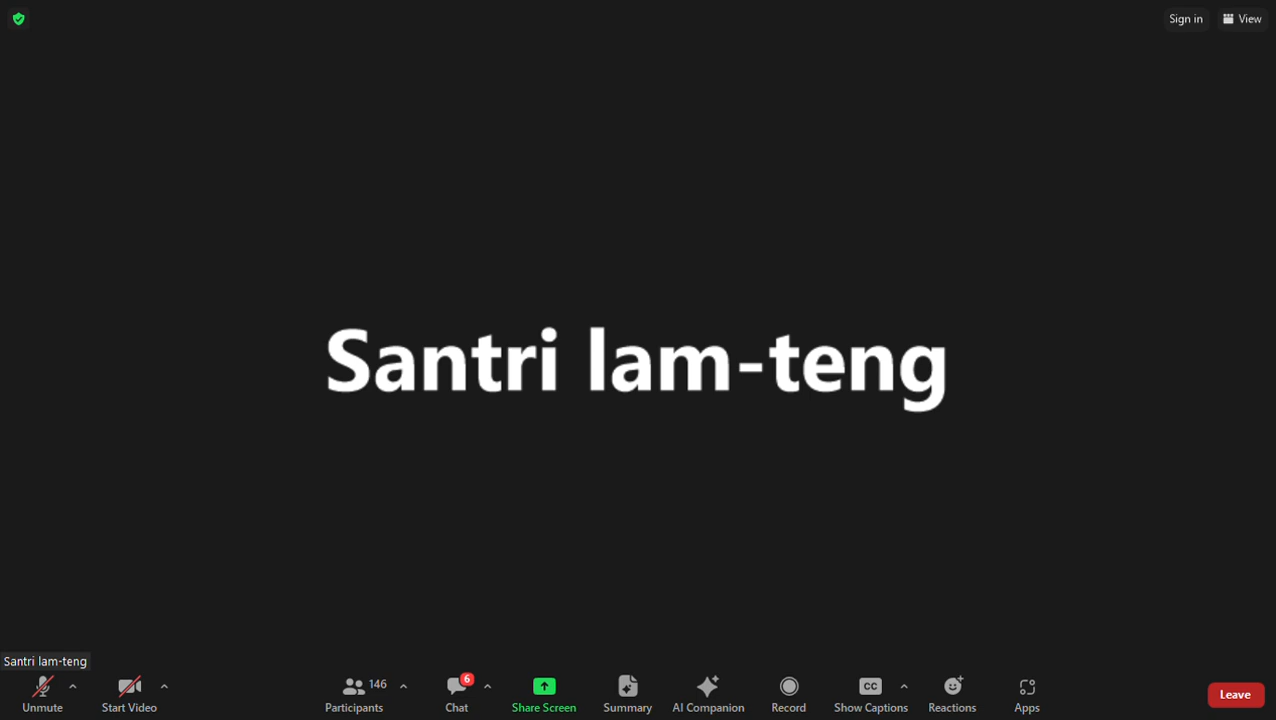 Sign in
View
Santri lam-teng
Santri lam-teng
146
6
CC
Unmute
Start Video
Participants
Chat
Share Screen
Summary
AI Companion
Record
Show Captions
Reactions
Apps
Leave